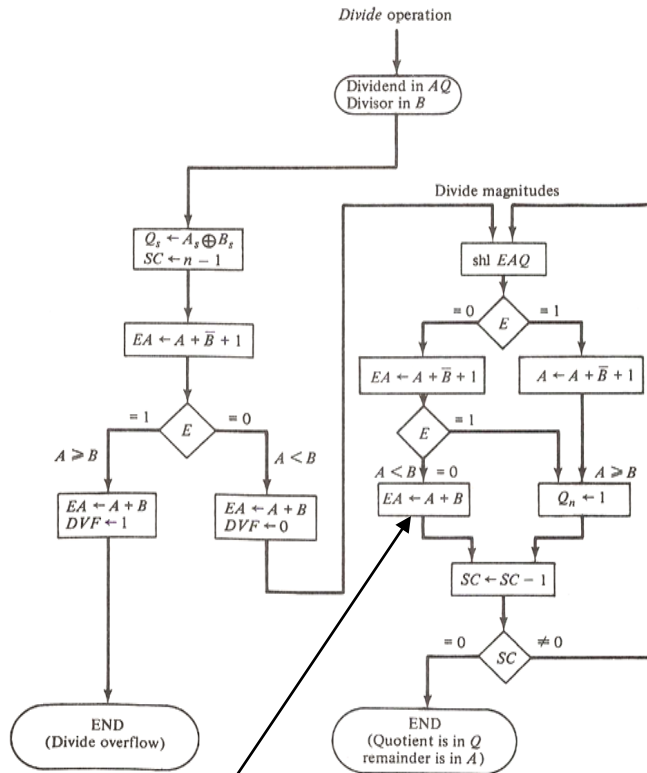 Divide operation
Dividend in AQ
Divisor in B
Qₛ ← Aₛ ⊕ Bₛ
SC ← n − 1
EA ← A + B̅ + 1
E
= 1
= 0
A ⩾ B
A < B
EA ← A + B
DVF ← 1
EA ← A + B
DVF ← 0
END
(Divide overflow)
Divide magnitudes
shl EAQ
= 0
= 1
E
EA ← A + B̅ + 1
A ← A + B̅ + 1
E
= 1
A < B
= 0
A ⩾ B
EA ← A + B
Qₙ ← 1
SC ← SC − 1
= 0
≠ 0
SC
END
(Quotient is in Q
remainder is in A)